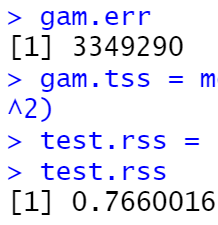 > gam.err
[1] 3349290
> gam.tss = m
^2)
> test.rss =
> test.rss
[1] 0.7660016